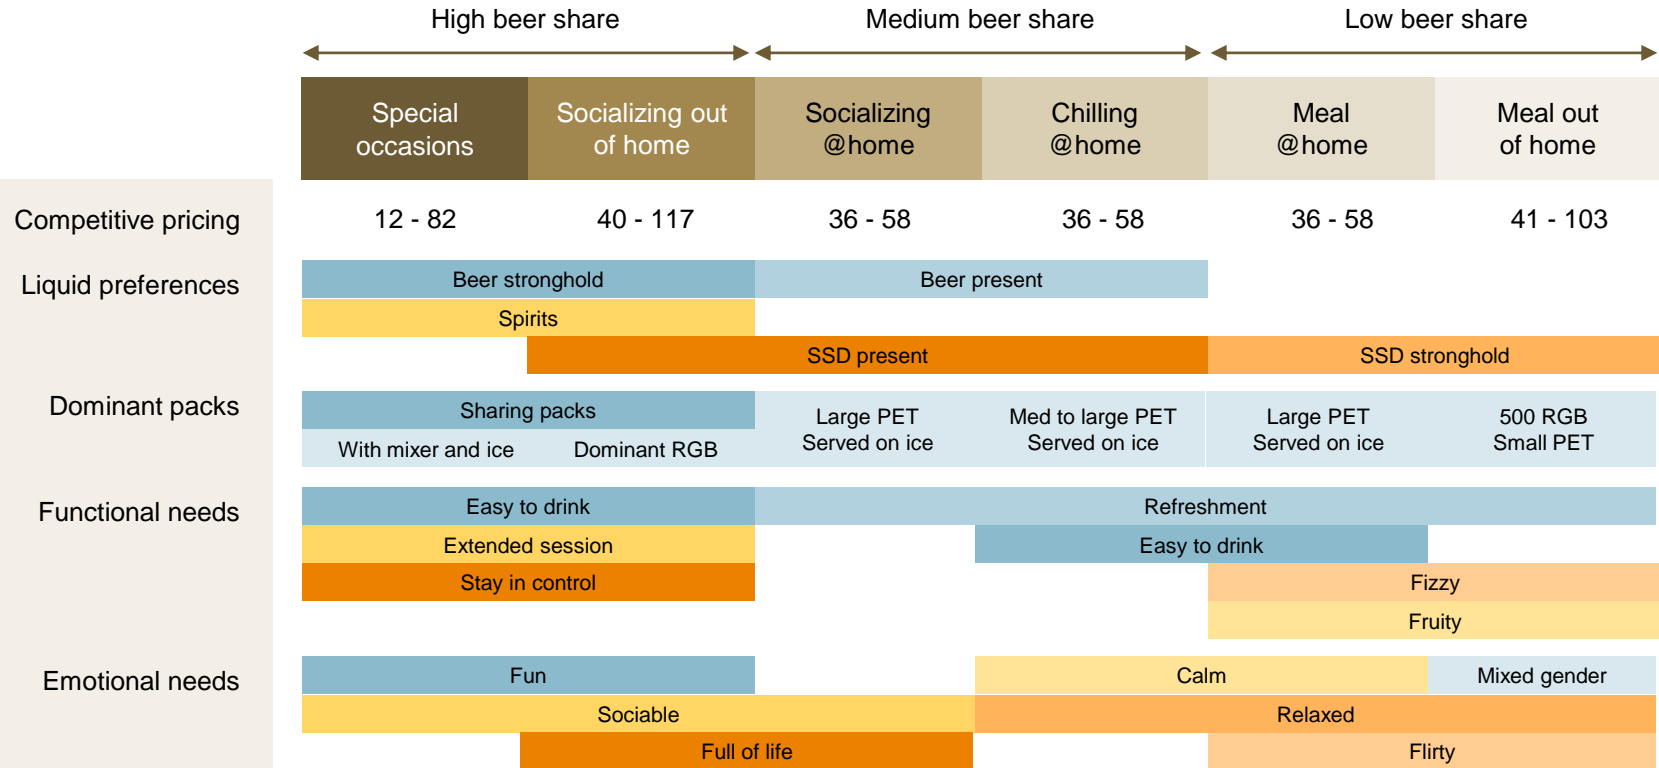 High beer share
Medium beer share
Low beer share
Special
occasions
Socializing out
of home
Socializing
@home
Chilling
@home
Meal
@home
Meal out
of home
Competitive pricing
12 - 82
40 - 117
36 - 58
36 - 58
36 - 58
41 - 103
Liquid preferences
Beer stronghold
Beer present
Spirits
SSD present
SSD stronghold
Dominant packs
Sharing packs
With mixer and ice
Dominant RGB
Large PET
Served on ice
Med to large PET
Served on ice
Large PET
Served on ice
500 RGB
Small PET
Functional needs
Easy to drink
Refreshment
Extended session
Easy to drink
Stay in control
Fizzy
Fruity
Emotional needs
Fun
Calm
Mixed gender
Sociable
Relaxed
Full of life
Flirty